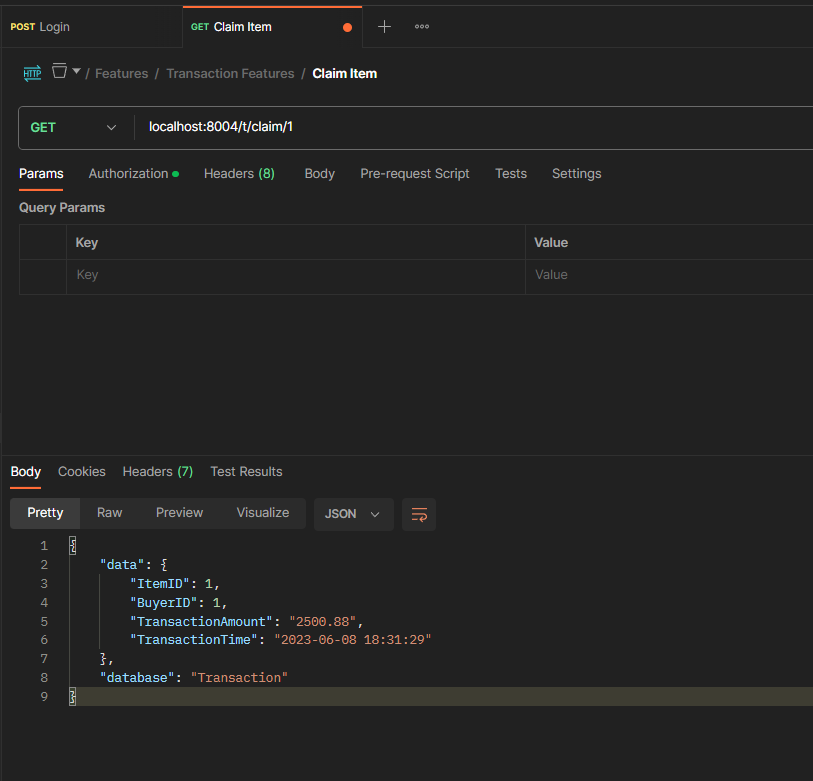 POST Login GET Claim Item
HTTP / Features / Transaction Features / Claim Item
GET localhost:8004/t/claim/1
Params Authorization Headers (8) Body Pre-request Script Tests Settings
Query Params
Key Value
Key Value
Body Cookies Headers (7) Test Results
Pretty Raw Preview Visualize JSON
1 {
2 "data": {
3 "ItemID": 1,
4 "BuyerID": 1,
5 "TransactionAmount": "2500.88",
6 "TransactionTime": "2023-06-08 18:31:29"
7 },
8 "database": "Transaction"
9 }